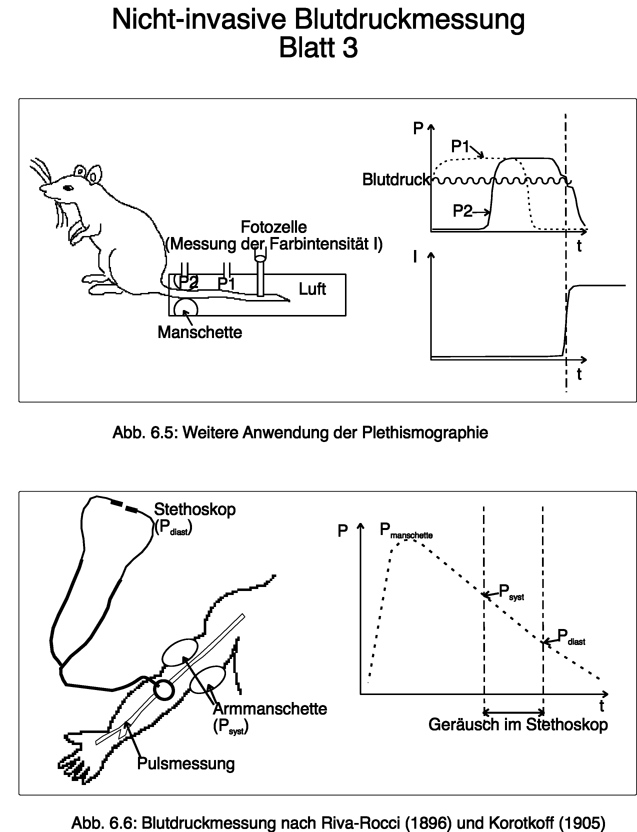 Nicht-invasive Blutdruckmessung
Blatt 3
P
P1
Blutdruck
P2
t
Fotozelle
(Messung der Farbintensität I)
P2
P1
Luft
Manschette
I
t
Abb. 6.5: Weitere Anwendung der Plethismographie
Stethoskop
(Pdiast)
Armmanschette
(Psyst)
Pulsmessung
P
Pmanschette
Psyst
Pdiast
t
Geräusch im Stethoskop
Abb. 6.6: Blutdruckmessung nach Riva-Rocci (1896) und Korotkoff (1905)